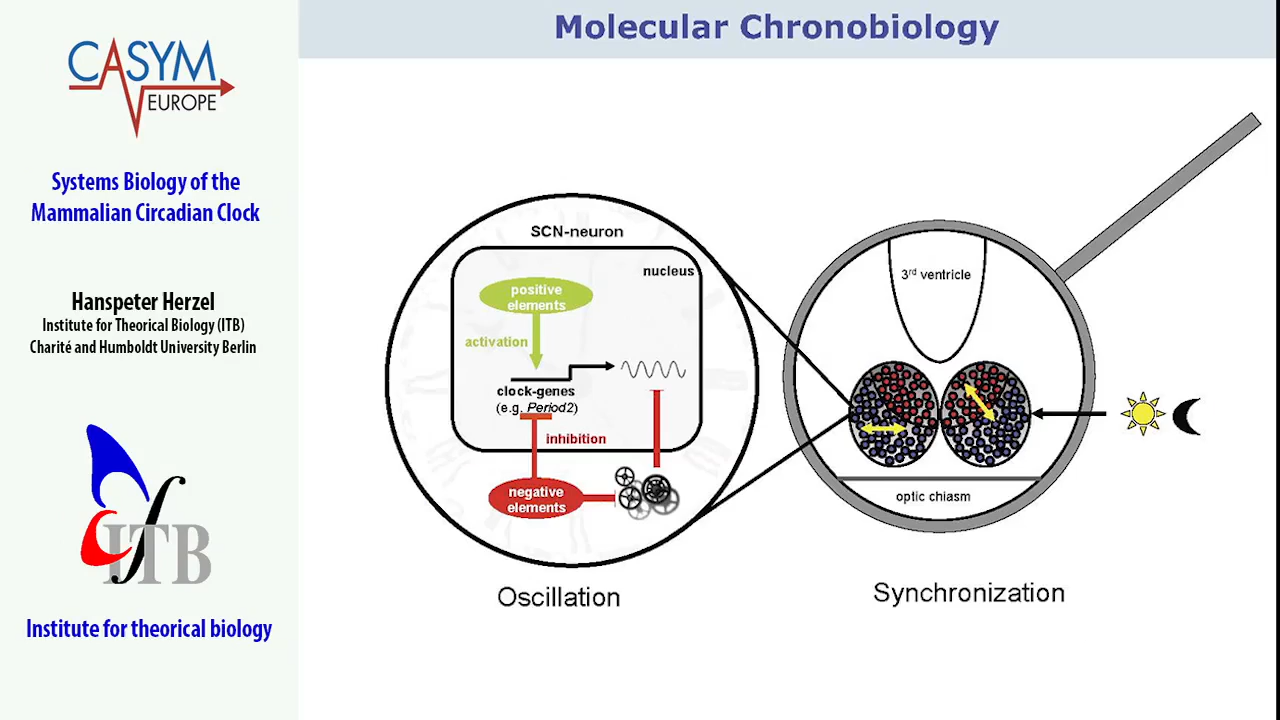 Molecular Chronobiology
CASYM
EUROPE
Systems Biology of the
Mammalian Circadian Clock
Hanspeter Herzel
Institute for Theorical Biology (ITB)
Charité and Humboldt University Berlin
ITB
Institute for theorical biology
SCN-neuron
nucleus
positive
elements
activation
clock-genes
(e.g. Period2)
inhibition
negative
elements
Oscillation
3rd ventricle
optic chiasm
Synchronization